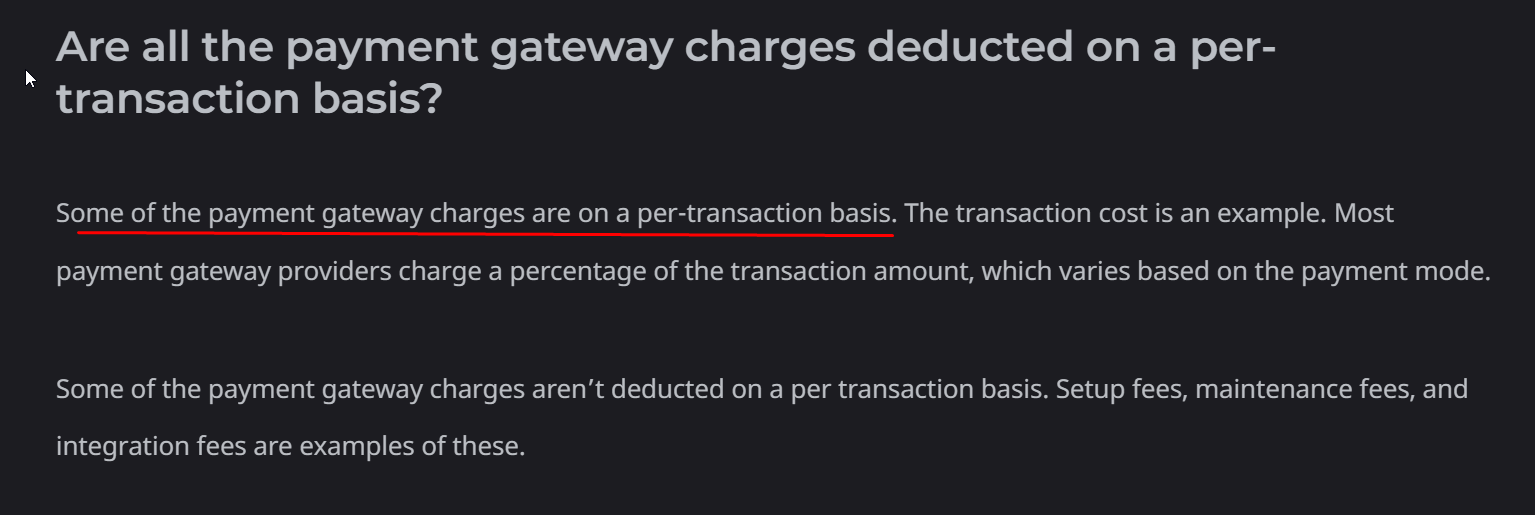 Are all the payment gateway charges deducted on a per-
transaction basis?
Some of the payment gateway charges are on a per-transaction basis. The transaction cost is an example. Most
payment gateway providers charge a percentage of the transaction amount, which varies based on the payment mode.
Some of the payment gateway charges aren’t deducted on a per transaction basis. Setup fees, maintenance fees, and
integration fees are examples of these.